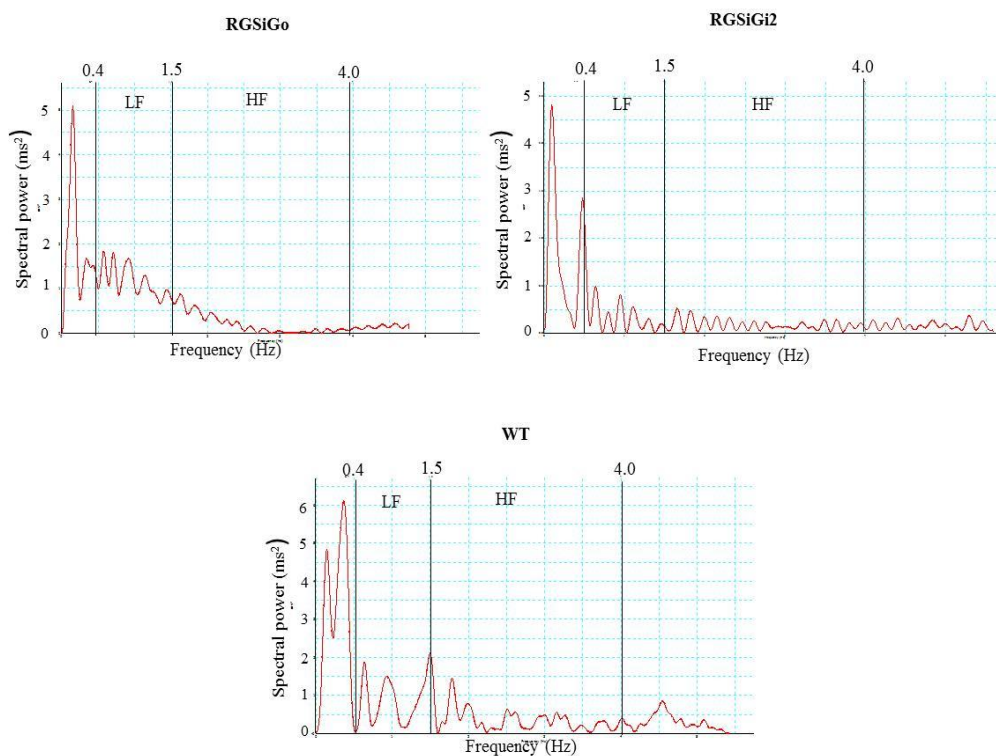 RGSiGo
0.4 1.5 4.0
LF HF
5
4
3
2
1
0
Spectral power (ms²)
Frequency (Hz)
RGSiGi2
0.4 1.5 4.0
LF HF
5
4
3
2
1
0
Spectral power (ms²)
Frequency (Hz)
WT
0.4 1.5 4.0
LF HF
6
5
4
3
2
1
0
Spectral power (ms²)
Frequency (Hz)